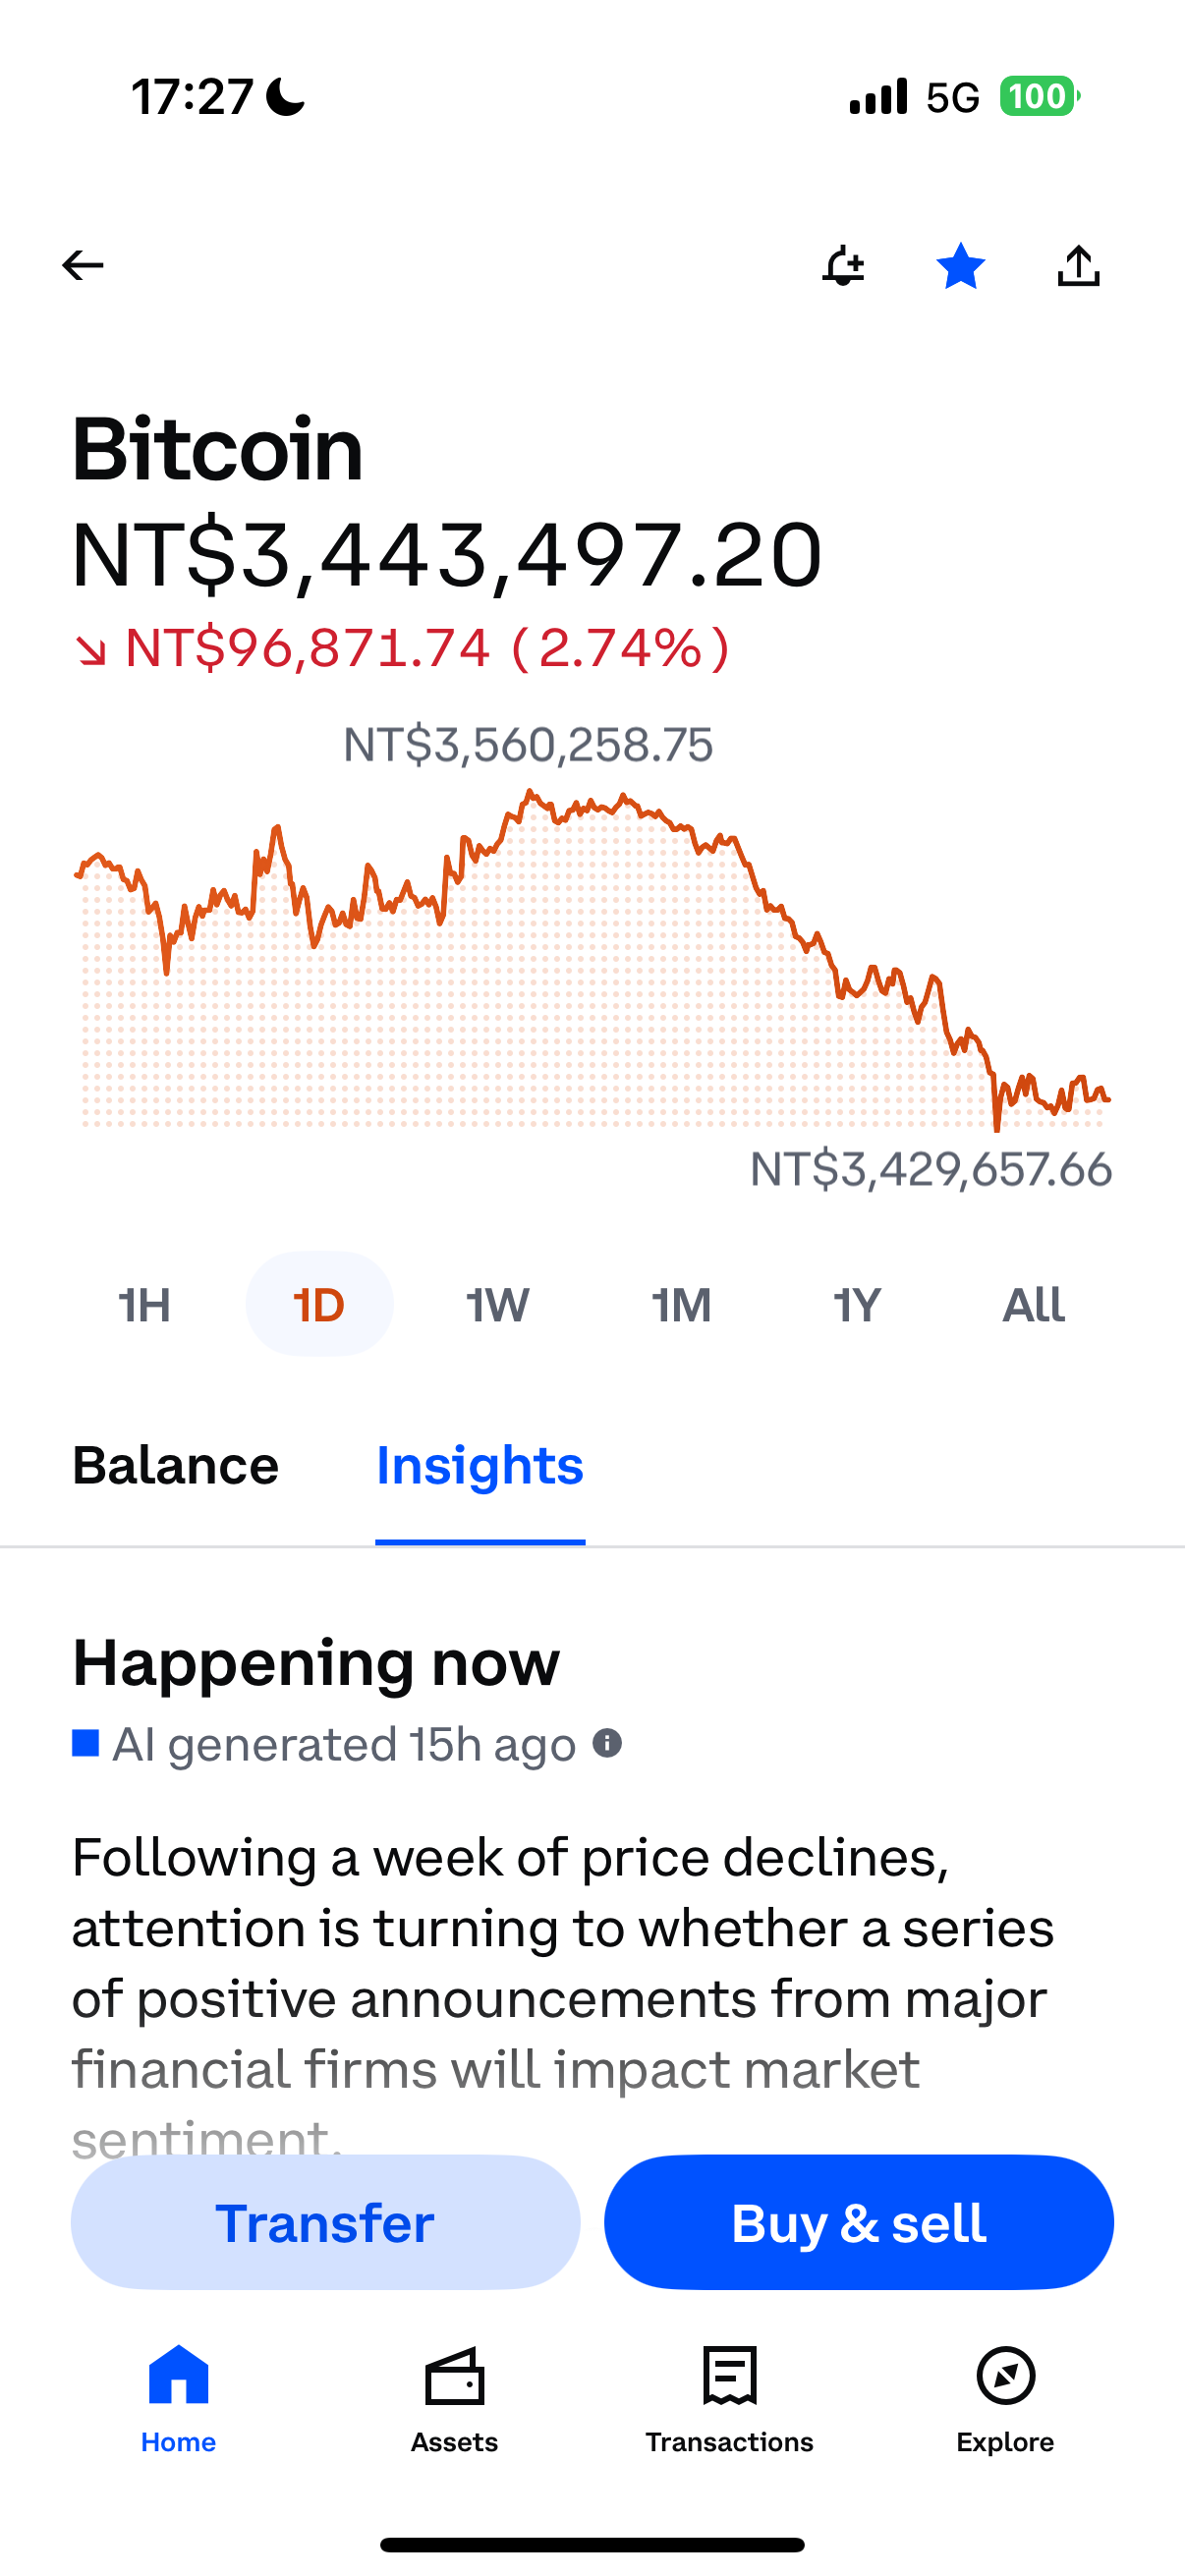 17:27
5G 100
Bitcoin
NT$3,443,497.20
NT$96,871.74 (2.74%)
NT$3,560,258.75
NT$3,429,657.66
1H 1D 1W 1M 1Y All
Balance Insights
Happening now
AI generated 15h ago
Following a week of price declines,
attention is turning to whether a series
of positive announcements from major
financial firms will impact market
sentiment.
Transfer Buy & sell
Home Assets Transactions Explore